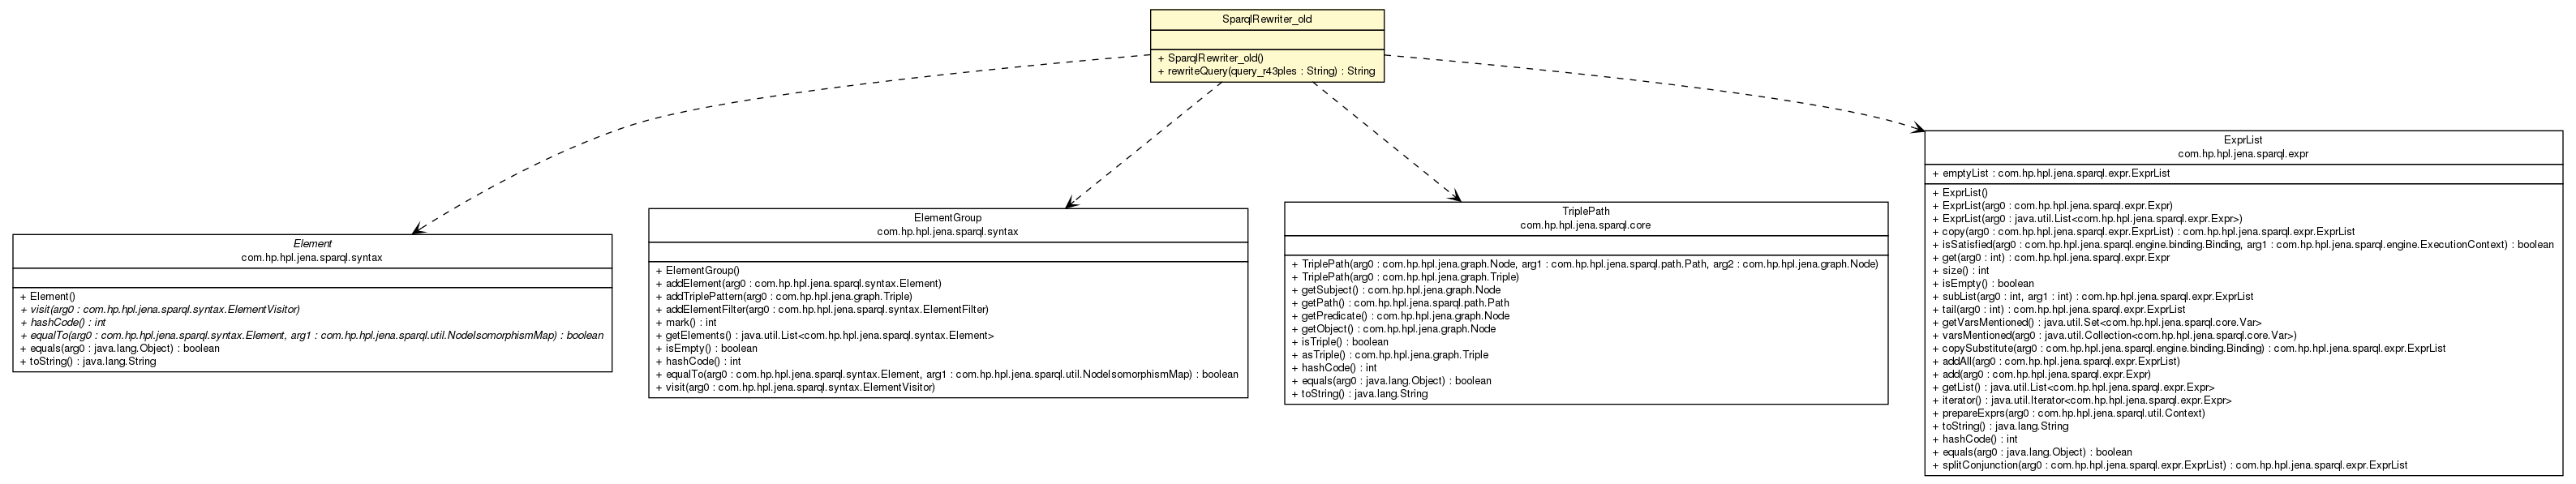 SparqlRewriter_old
+ SparqlRewriter_old()
+ rewriteQuery(query_r43ples : String) : String
Element
com.hp.hpl.jena.sparql.syntax
+ Element()
+ visit(arg0 : com.hp.hpl.jena.sparql.syntax.ElementVisitor)
+ hashCode() : int
+ equalTo(arg0 : com.hp.hpl.jena.sparql.syntax.Element, arg1 : com.hp.hpl.jena.sparql.util.NodeIsomorphismMap) : boolean
+ equals(arg0 : java.lang.Object) : boolean
+ toString() : java.lang.String
ElementGroup
com.hp.hpl.jena.sparql.syntax
+ ElementGroup()
+ addElement(arg0 : com.hp.hpl.jena.sparql.syntax.Element)
+ addTriplePattern(arg0 : com.hp.hpl.jena.graph.Triple)
+ addElementFilter(arg0 : com.hp.hpl.jena.sparql.syntax.ElementFilter)
+ mark() : int
+ getElements() : java.util.List<com.hp.hpl.jena.sparql.syntax.Element>
+ isEmpty() : boolean
+ hashCode() : int
+ equalTo(arg0 : com.hp.hpl.jena.sparql.syntax.Element, arg1 : com.hp.hpl.jena.sparql.util.NodeIsomorphismMap) : boolean
+ visit(arg0 : com.hp.hpl.jena.sparql.syntax.ElementVisitor)
TriplePath
com.hp.hpl.jena.sparql.core
+ TriplePath(arg0 : com.hp.hpl.jena.graph.Node, arg1 : com.hp.hpl.jena.sparql.path.Path, arg2 : com.hp.hpl.jena.graph.Node)
+ TriplePath(arg0 : com.hp.hpl.jena.graph.Triple)
+ getSubject() : com.hp.hpl.jena.graph.Node
+ getPath() : com.hp.hpl.jena.sparql.path.Path
+ getPredicate() : com.hp.hpl.jena.graph.Node
+ getObject() : com.hp.hpl.jena.graph.Node
+ isTriple() : boolean
+ asTriple() : com.hp.hpl.jena.graph.Triple
+ hashCode() : int
+ equals(arg0 : java.lang.Object) : boolean
+ toString() : java.lang.String
ExprList
com.hp.hpl.jena.sparql.expr
+ emptyList : com.hp.hpl.jena.sparql.expr.ExprList
+ ExprList()
+ ExprList(arg0 : com.hp.hpl.jena.sparql.expr.Expr)
+ ExprList(arg0 : java.util.List<com.hp.hpl.jena.sparql.expr.Expr>)
+ copy(arg0 : com.hp.hpl.jena.sparql.expr.ExprList) : com.hp.hpl.jena.sparql.expr.ExprList
+ isSatisfied(arg0 : com.hp.hpl.jena.sparql.engine.binding.Binding, arg1 : com.hp.hpl.jena.sparql.engine.ExecutionContext) : boolean
+ get(arg0 : int) : com.hp.hpl.jena.sparql.expr.Expr
+ size() : int
+ isEmpty() : boolean
+ subList(arg0 : int, arg1 : int) : com.hp.hpl.jena.sparql.expr.ExprList
+ tail(arg0 : int) : com.hp.hpl.jena.sparql.expr.ExprList
+ getVarsMentioned() : java.util.Set<com.hp.hpl.jena.sparql.core.Var>
+ varsMentioned(arg0 : java.util.Collection<com.hp.hpl.jena.sparql.core.Var>)
+ copySubstitute(arg0 : com.hp.hpl.jena.sparql.engine.binding.Binding) : com.hp.hpl.jena.sparql.expr.ExprList
+ addAll(arg0 : com.hp.hpl.jena.sparql.expr.ExprList)
+ add(arg0 : com.hp.hpl.jena.sparql.expr.Expr)
+ getList() : java.util.List<com.hp.hpl.jena.sparql.expr.Expr>
+ iterator() : java.util.Iterator<com.hp.hpl.jena.sparql.expr.Expr>
+ prepareExprs(arg0 : com.hp.hpl.jena.sparql.util.Context)
+ toString() : java.lang.String
+ hashCode() : int
+ equals(arg0 : java.lang.Object) : boolean
+ splitConjunction(arg0 : com.hp.hpl.jena.sparql.expr.ExprList) : com.hp.hpl.jena.sparql.expr.ExprList